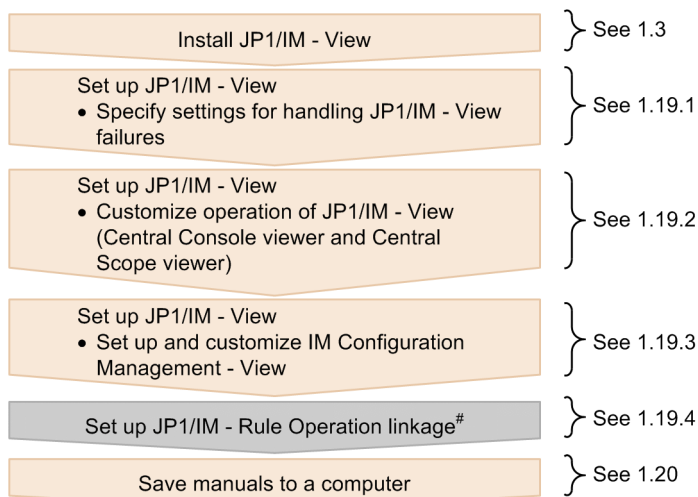 Install JP1/IM - View
See 1.3
Set up JP1/IM - View
• Specify settings for handling JP1/IM - View
failures
See 1.19.1
Set up JP1/IM - View
• Customize operation of JP1/IM - View
(Central Console viewer and Central
Scope viewer)
See 1.19.2
Set up JP1/IM - View
• Set up and customize IM Configuration
Management - View
See 1.19.3
Set up JP1/IM - Rule Operation linkage#
See 1.19.4
Save manuals to a computer
See 1.20